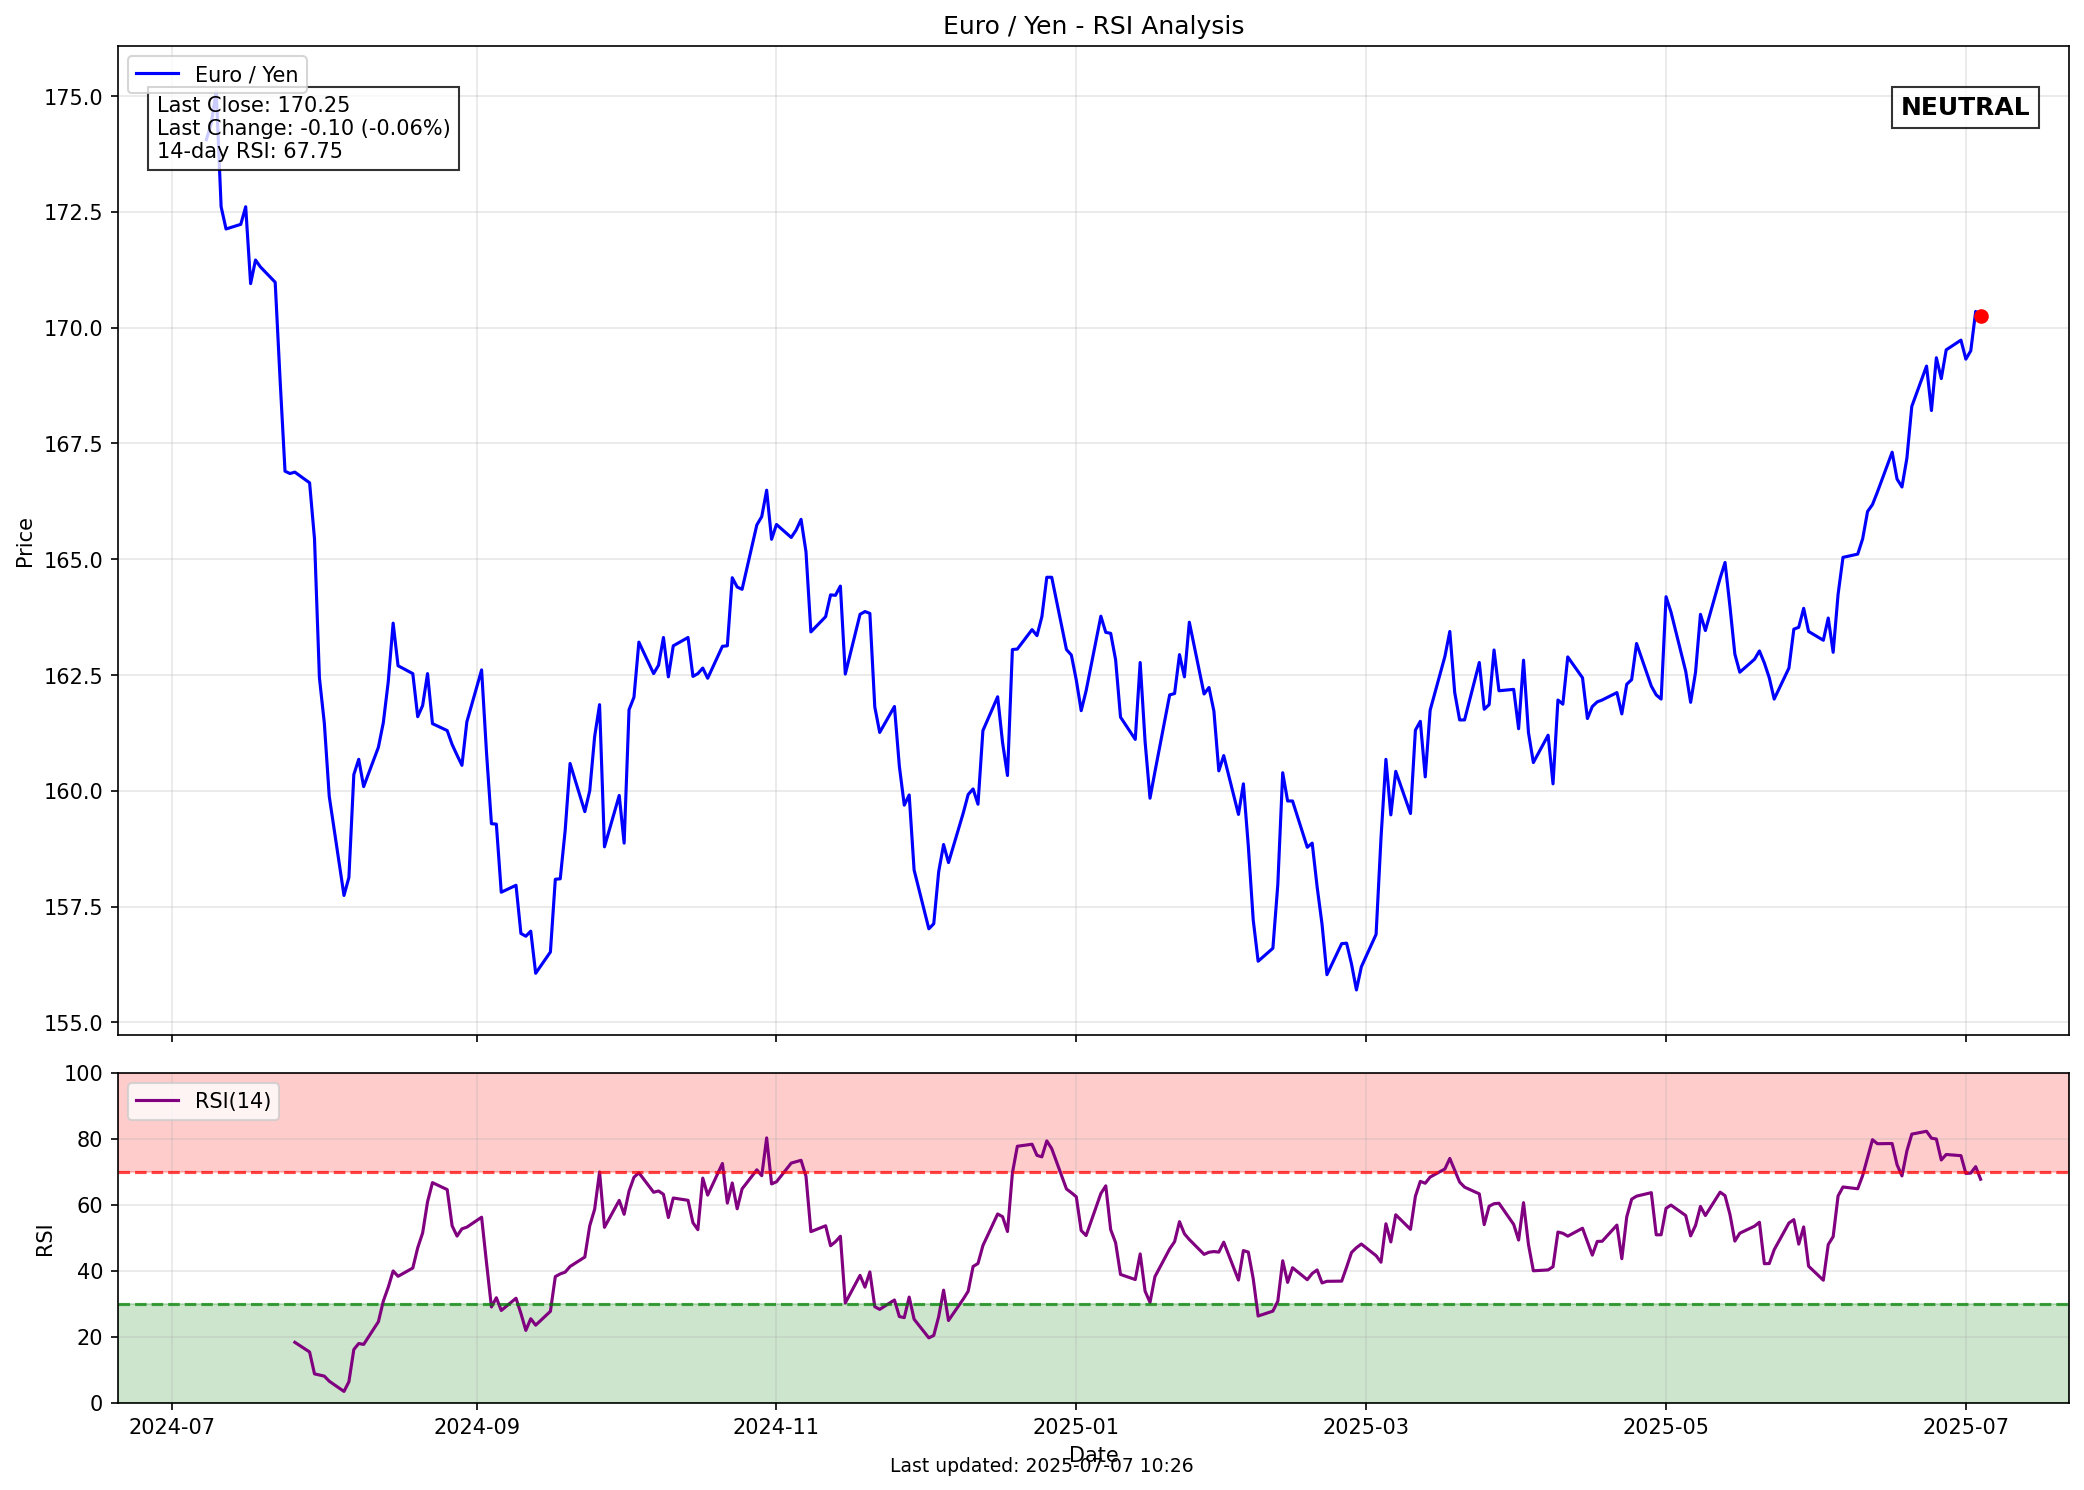 Euro / Yen - RSI Analysis
Euro / Yen
Last Close: 170.25
Last Change: -0.10 (-0.06%)
14-day RSI: 67.75
NEUTRAL
175.0
172.5
170.0
167.5
165.0
162.5
160.0
157.5
155.0
Price
RSI(14)
100
80
60
40
20
0
RSI
2024-07
2024-09
2024-11
2025-01
2025-03
2025-05
2025-07
Date
Last updated: 2025-07-07 10:26